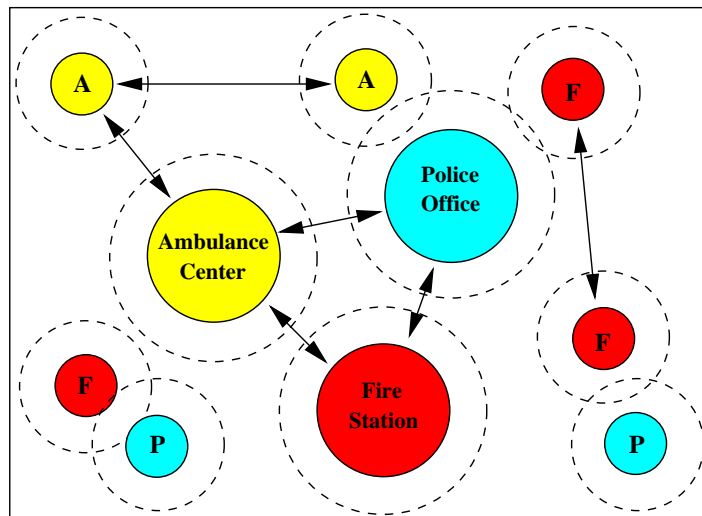 A
A
F
Police
Office
Ambulance
Center
F
F
Fire
Station
P
P